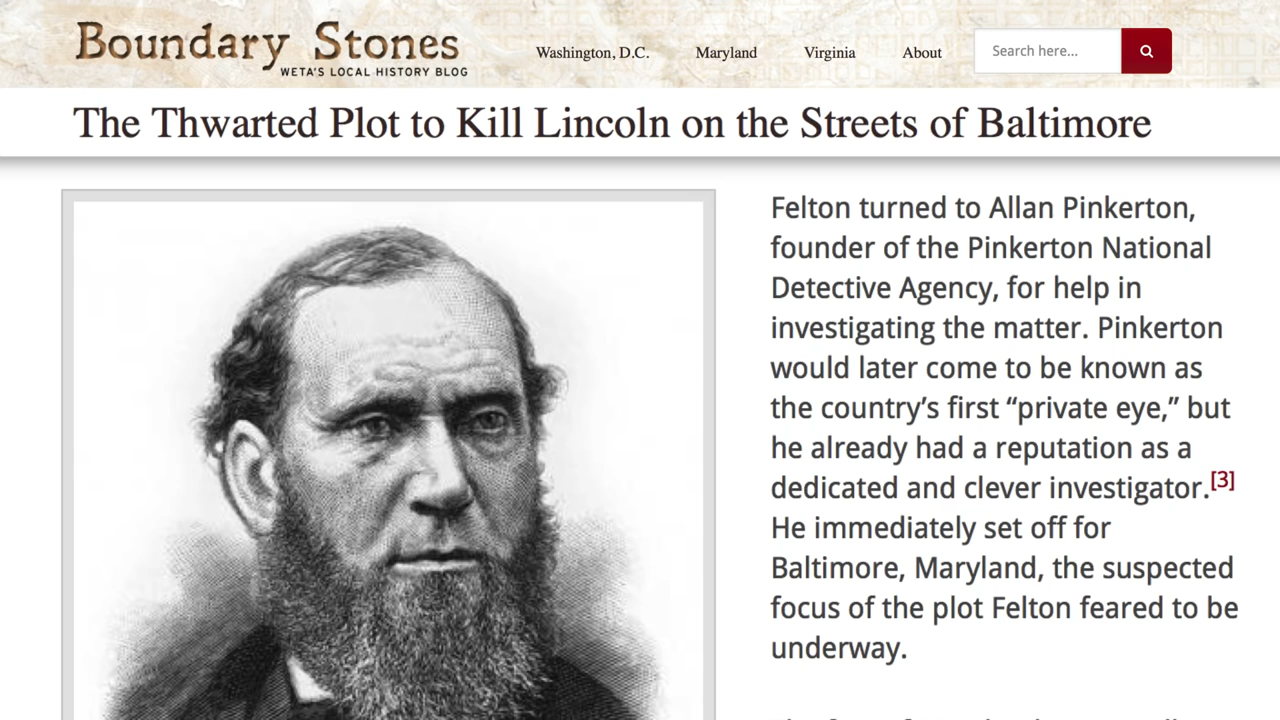 Boundary Stones
WETA'S LOCAL HISTORY BLOG
Washington, D.C. Maryland Virginia About Search here...
The Thwarted Plot to Kill Lincoln on the Streets of Baltimore
Felton turned to Allan Pinkerton,
founder of the Pinkerton National
Detective Agency, for help in
investigating the matter. Pinkerton
would later come to be known as
the country’s first “private eye,” but
he already had a reputation as a
dedicated and clever investigator.[3]
He immediately set off for
Baltimore, Maryland, the suspected
focus of the plot Felton feared to be
underway.